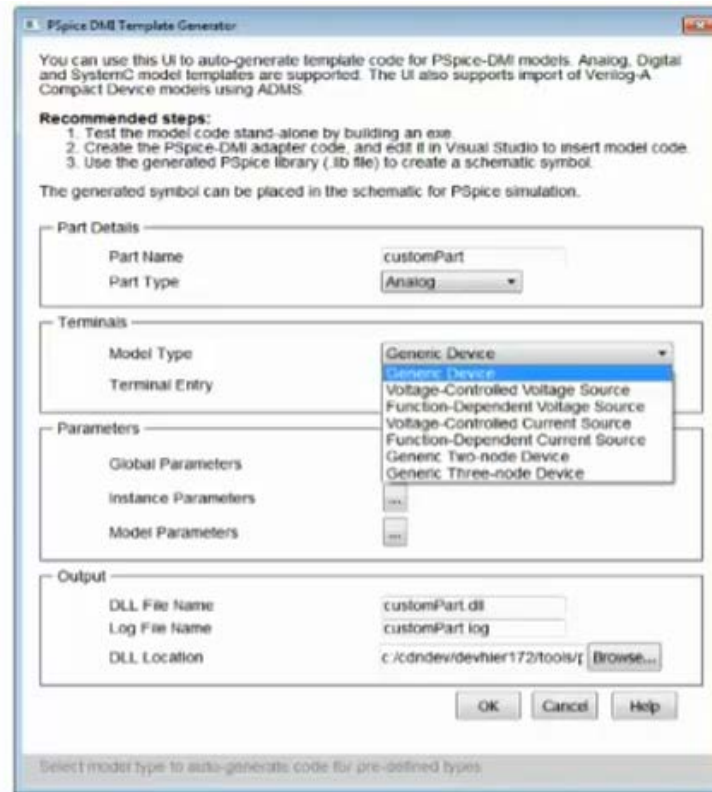 PSpice DMI Template Generator
You can use this UI to auto-generate template code for PSpice-DMI models. Analog, Digital
and SystemC model templates are supported. The UI also supports import of Verilog-A
Compact Device models using ADMS.
Recommended steps:
1. Test the model code stand-alone by building an exe.
2. Create the PSpice-DMI adapter code, and edit it in Visual Studio to insert model code.
3. Use the generated PSpice library (.lib file) to create a schematic symbol.
The generated symbol can be placed in the schematic for PSpice simulation.
Part Details
Part Name customPart
Part Type Analog
Terminals
Model Type Generic Device
Generic Device
Terminal Entry
Voltage-Controlled Voltage Source
Function-Dependent Voltage Source
Voltage-Controlled Current Source
Function-Dependent Current Source
Generic Two-node Device
Generic Three-node Device
Parameters
Global Parameters
Instance Parameters ...
Model Parameters ...
Output
DLL File Name customPart.dll
Log File Name customPart.log
DLL Location c:/cdndev/devhier172/tools/p Browse...
OK Cancel Help
Select model type to auto-generate code for pre-defined types